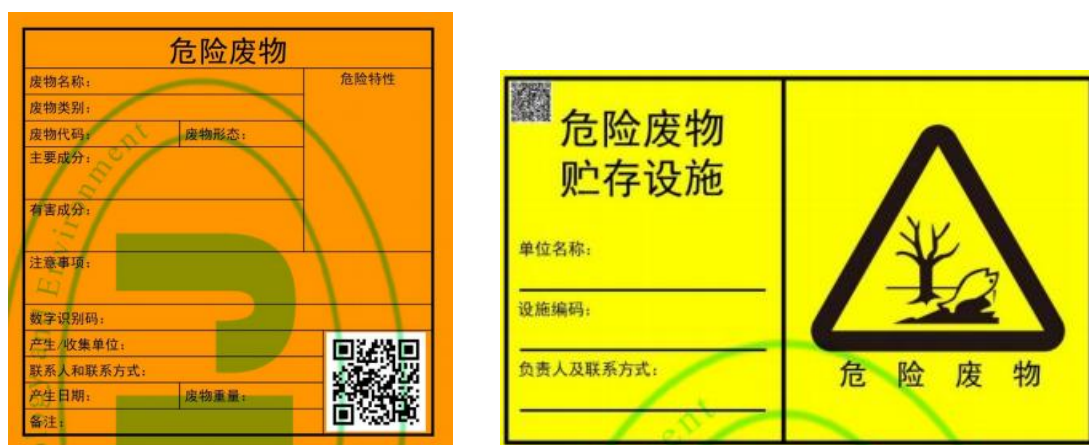 危险废物
废物名称：
危险特性
废物类别：
废物代码： 废物形态：
主要成分：
有害成分：
注意事项：
数字识别码：
产生/收集单位：
联系人和联系方式：
产生日期： 废物重量：
备注：
危险废物
贮存设施
单位名称：
设施编码：
负责人及联系方式：
危险废物
Environment